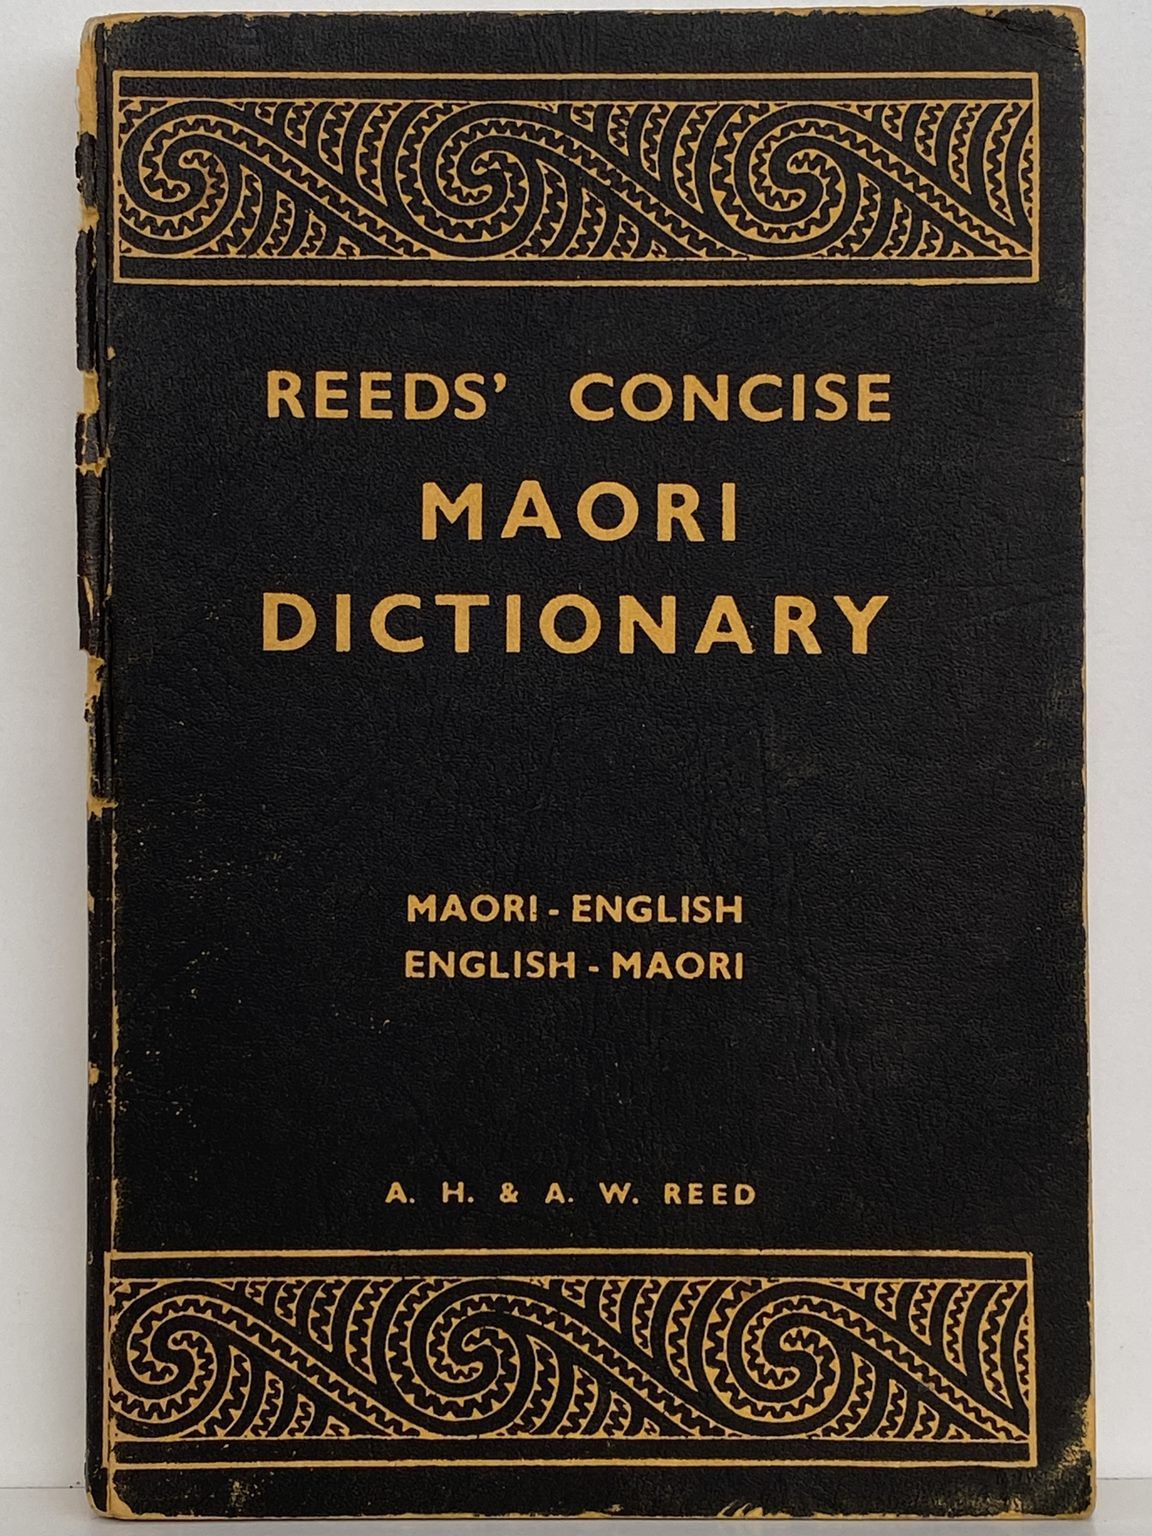 REEDS' CONCISE
MAORI
DICTIONARY
MAORI - ENGLISH
ENGLISH - MAORI
A. H. & A. W. REED